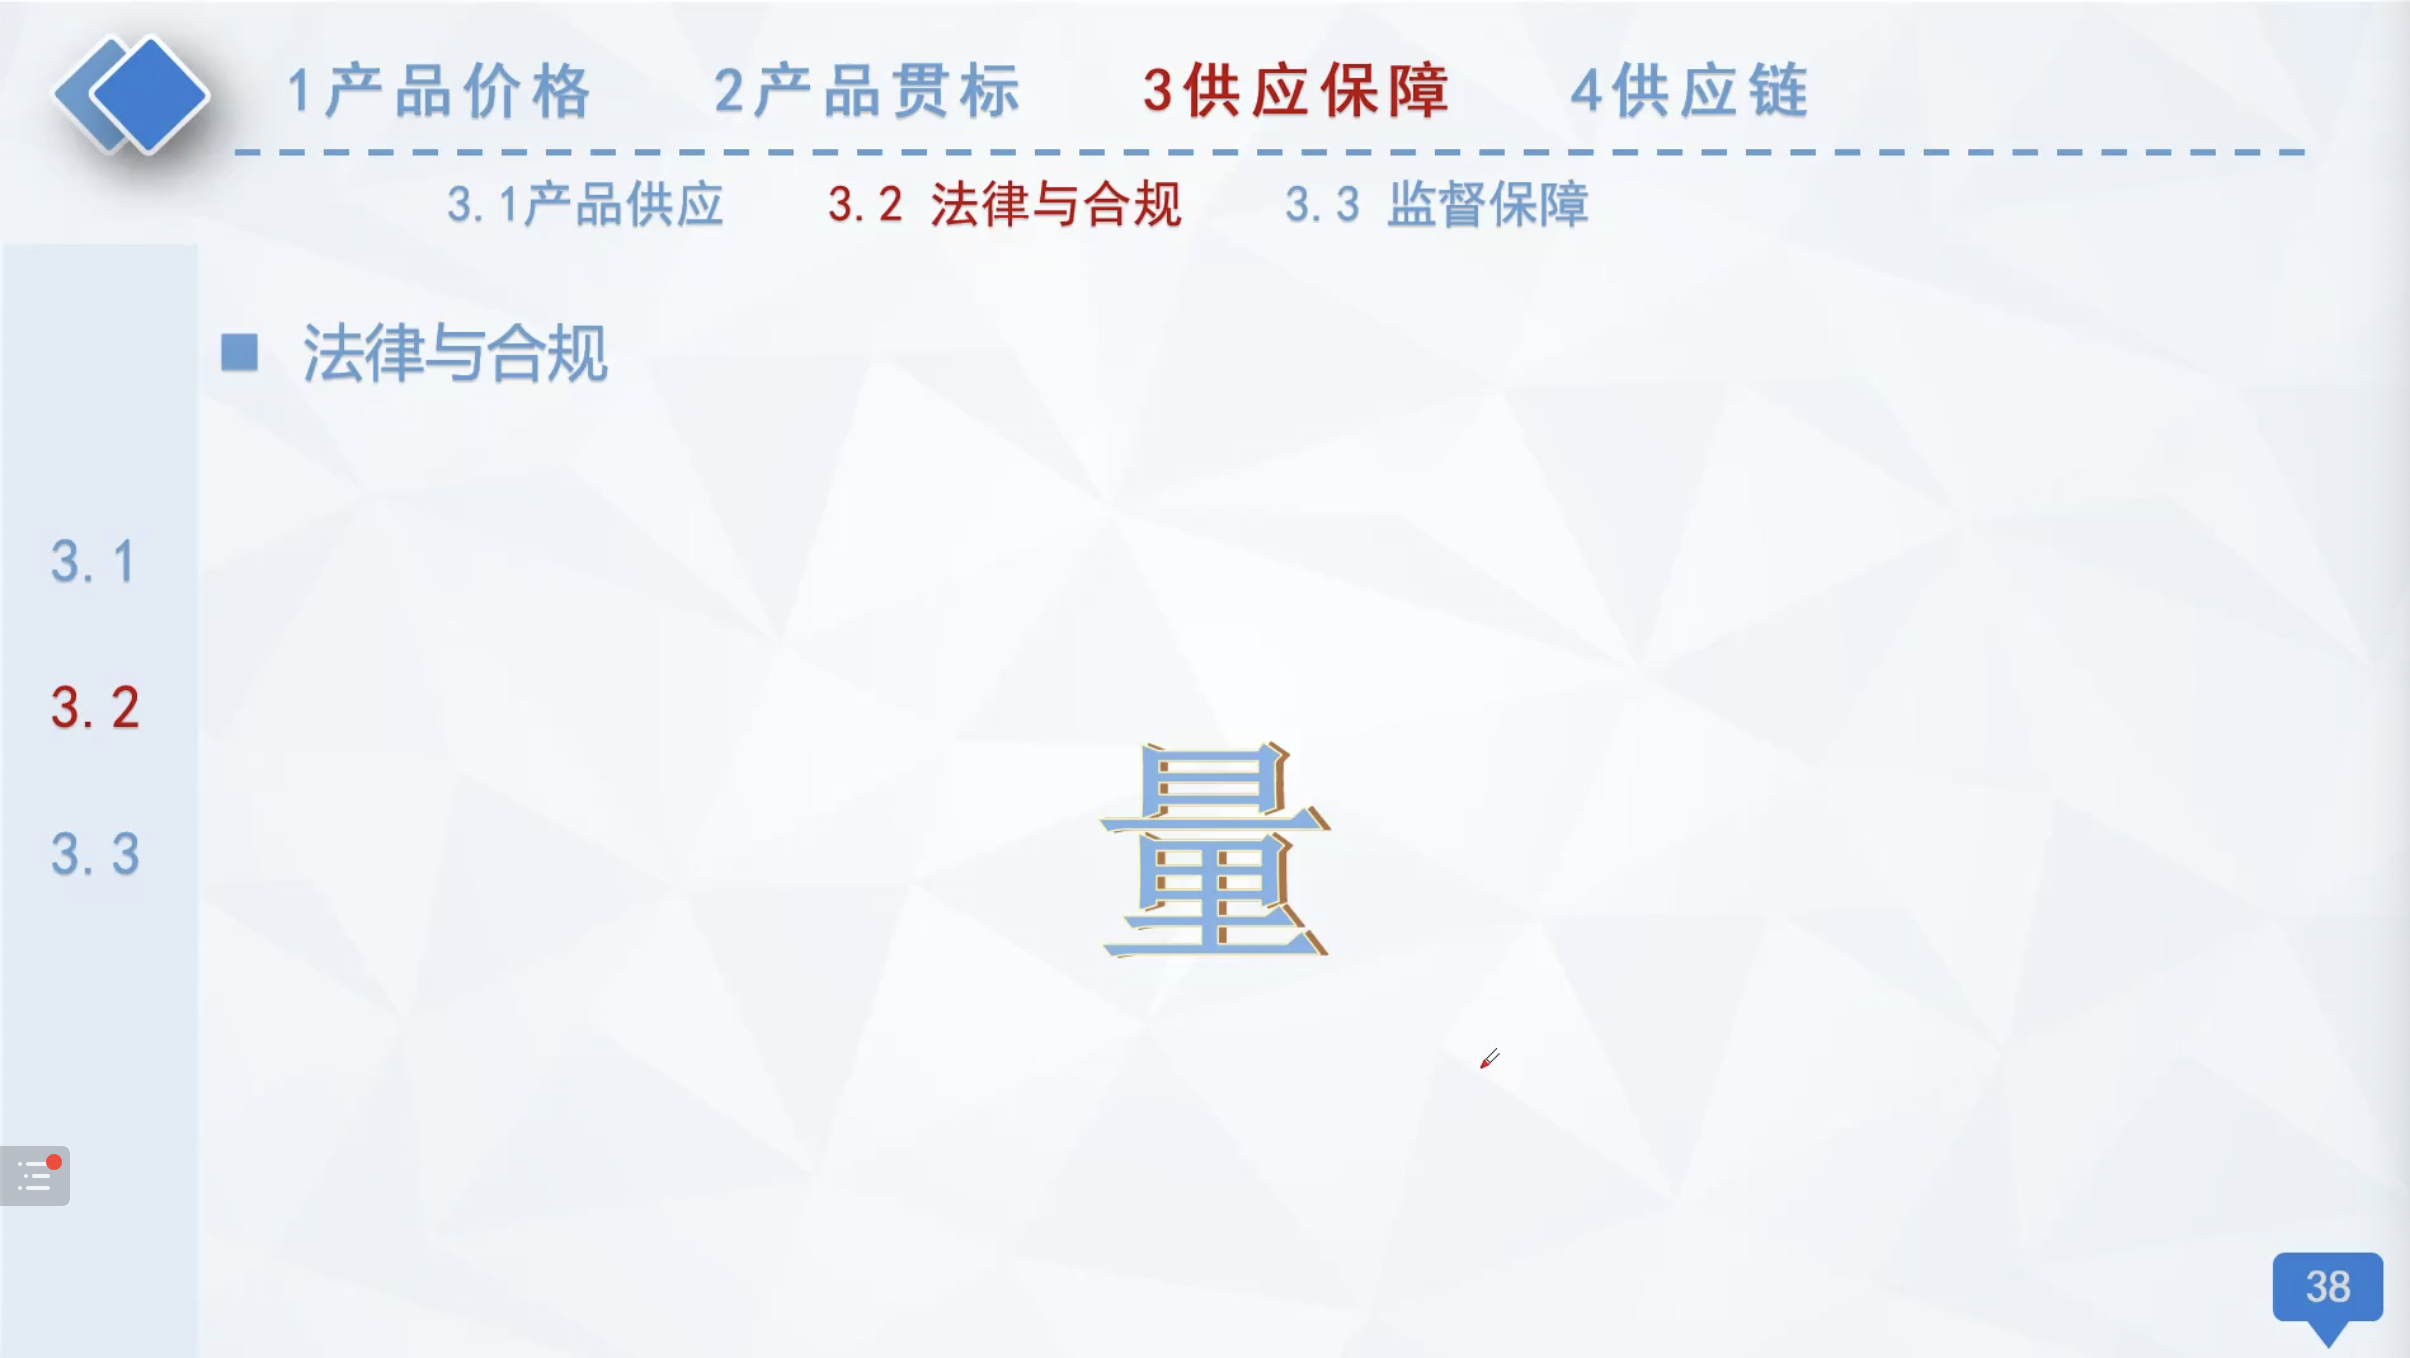 1产品价格 2产品贯标 3供应保障 4供应链
3.1产品供应 3.2 法律与合规 3.3 监督保障
法律与合规
3.1
3.2
3.3
量
38